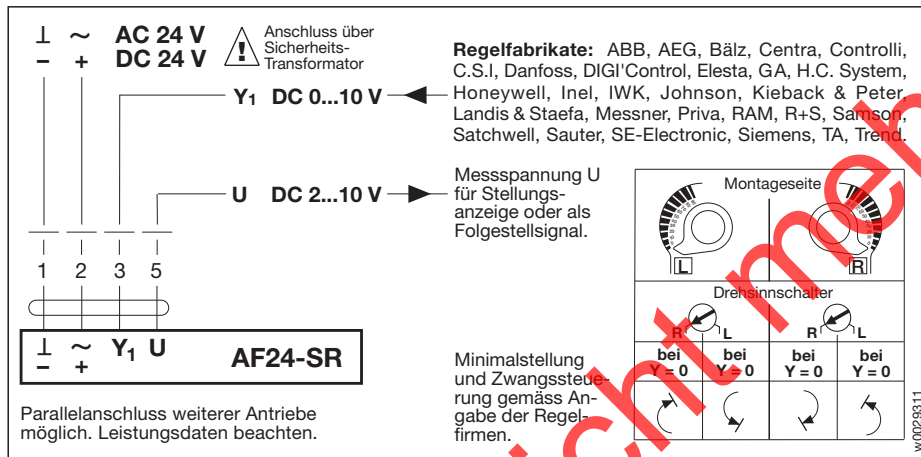 ⊥ ~ AC 24 V
– + DC 24 V
Anschluss über
Sicherheits-
Transformator
Y1 DC 0...10 V
Regelfabrikate: ABB, AEG, Bälz, Centra, Controlli,
C.S.I, Danfoss, DIGI'Control, Elesta, GA, H.C. System,
Honeywell, Inel, IWK, Johnson, Kieback & Peter,
Landis & Staefa, Messner, Priva, RAM, R+S, Samson,
Satchwell, Sauter, SE-Electronic, Siemens, TA, Trend.
U DC 2...10 V
Messspannung U
für Stellungs-
anzeige oder als
Folgestellsignal.
1 2 3 5
⊥ ~ Y1 U
– +
AF24-SR
Parallelanschluss weiterer Antriebe
möglich. Leistungsdaten beachten.
Minimalstellung
und Zwangssteue-
rung gemäss An-
gabe der Regel-
firmen.
Montageseite
L R
Drehsinnschalter
R L R L
bei bei bei bei
Y = 0 Y = 0 Y = 0 Y = 0
w0029311
icht meh